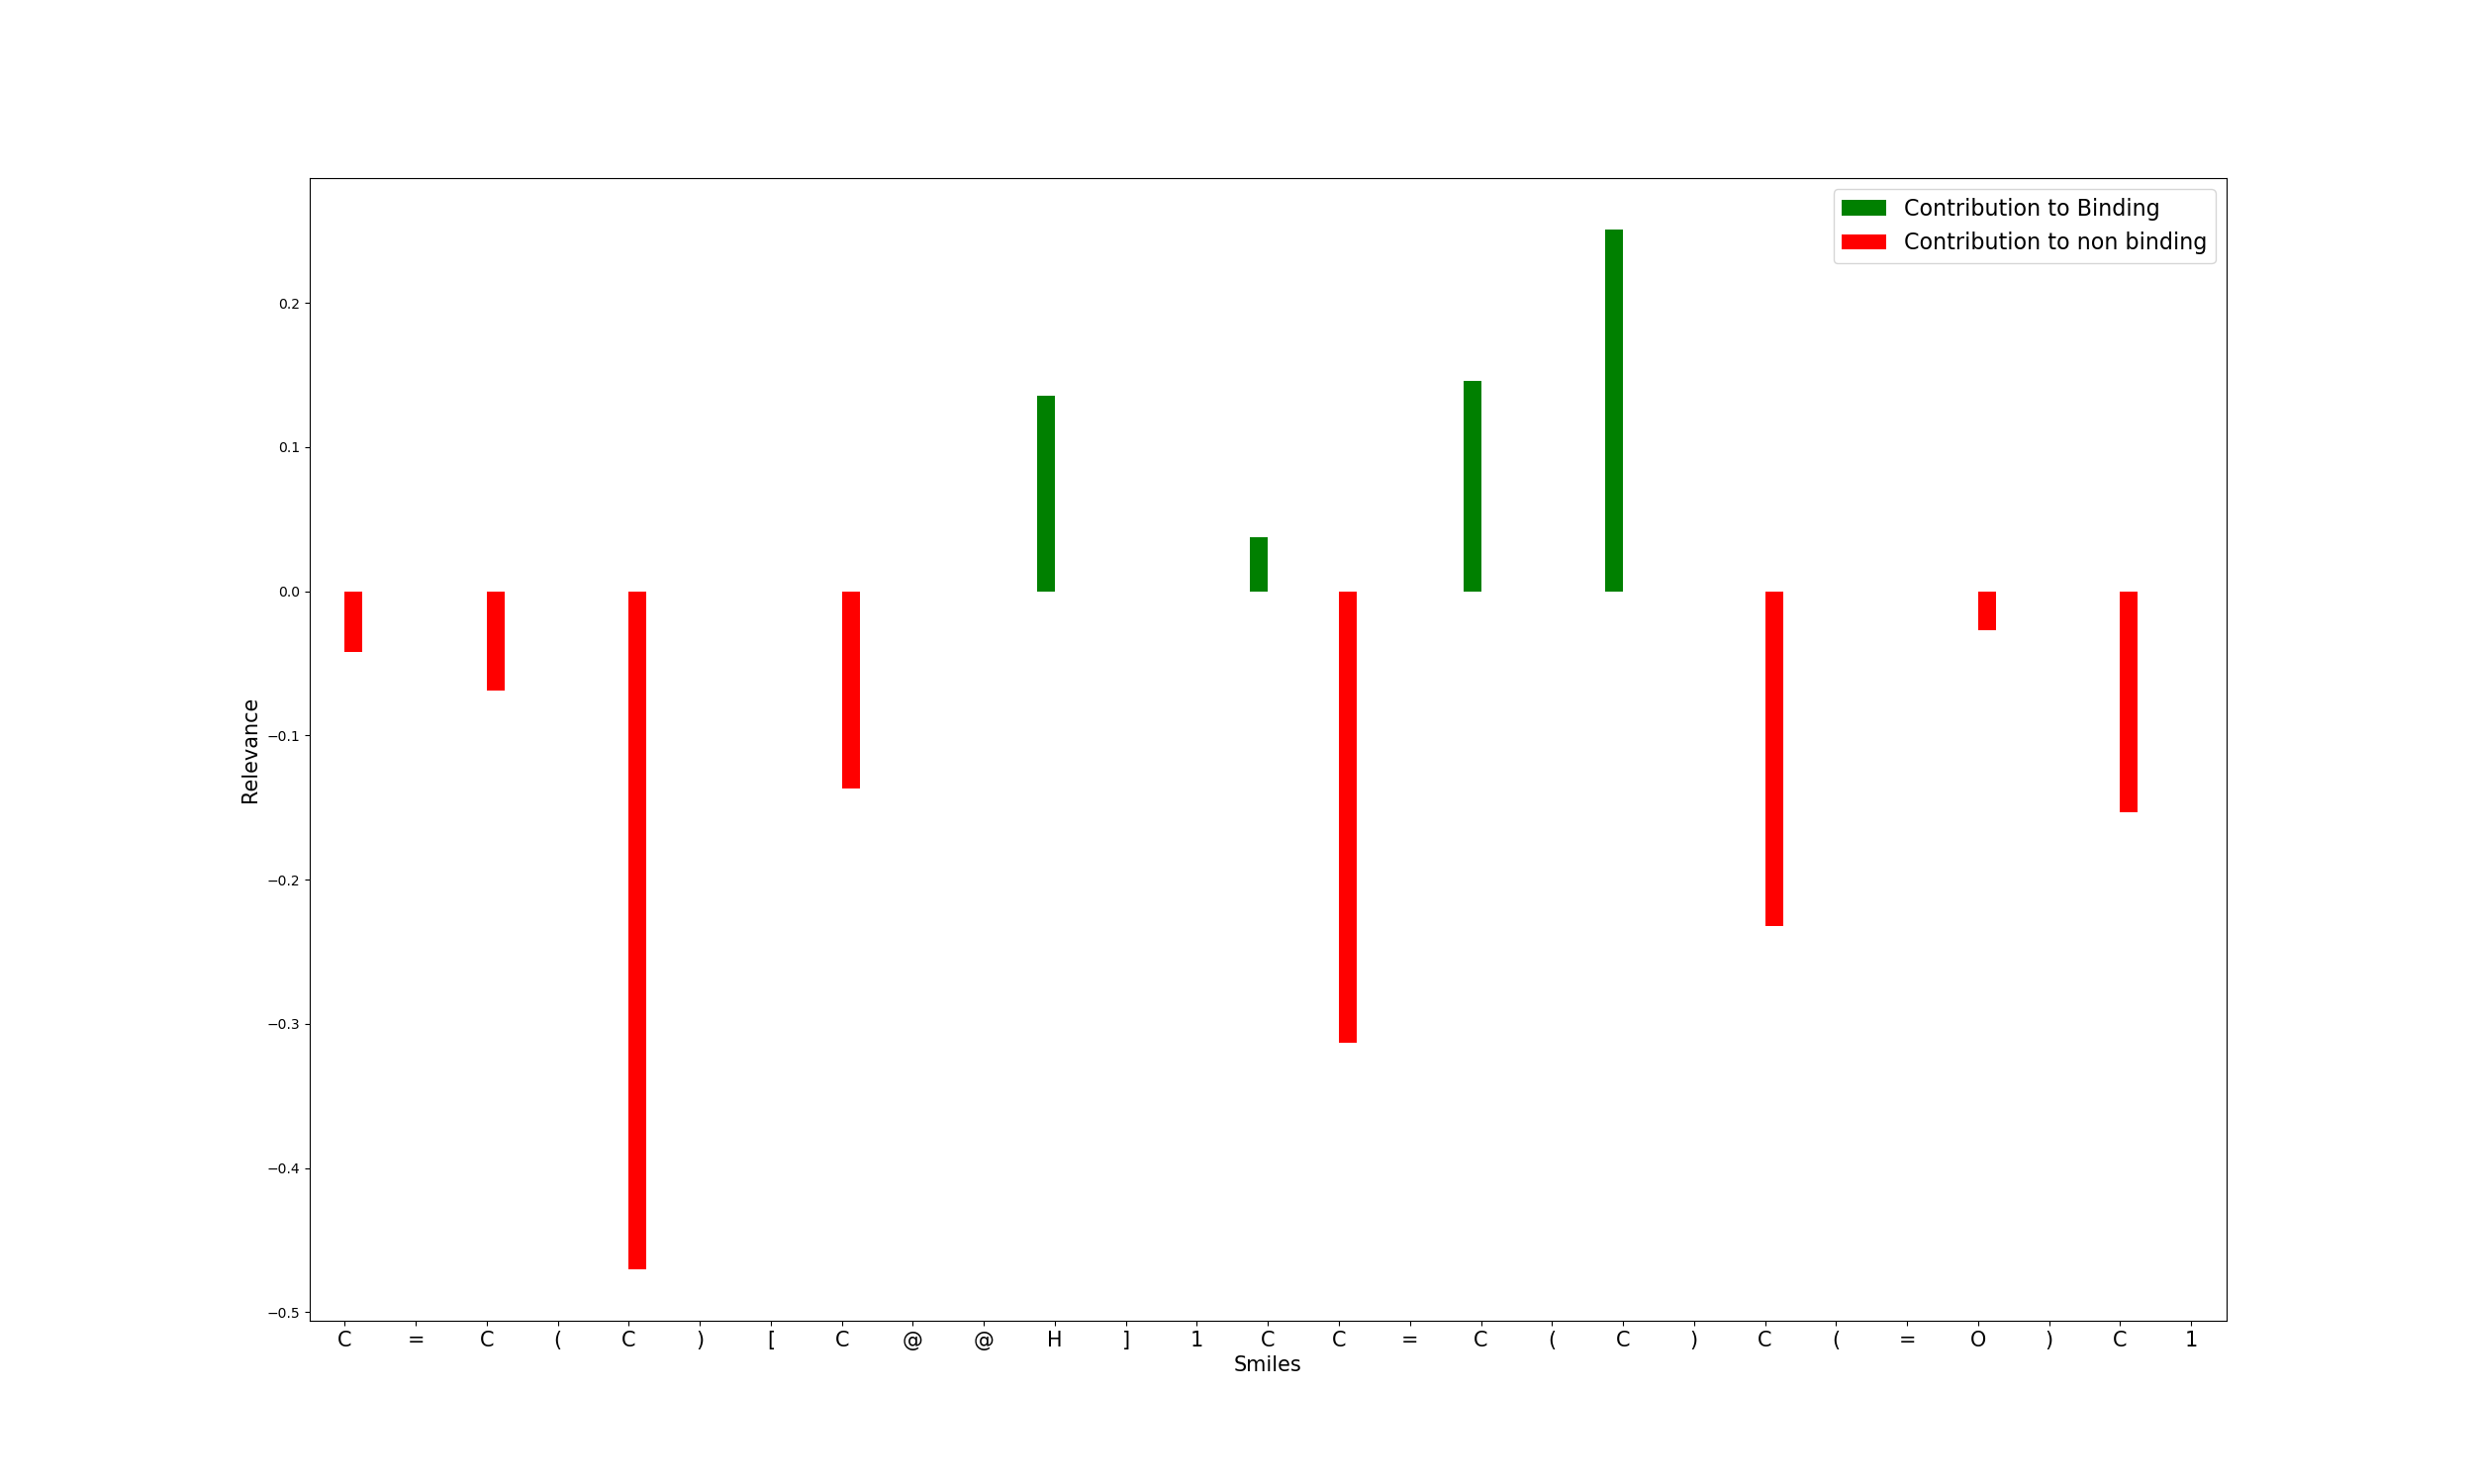 Contribution to Binding
Contribution to non binding
0.2
0.1
0.0
−0.1
−0.2
−0.3
−0.4
−0.5
Relevance
C = C ( C ) [ C @ @ H ] 1 C C = C ( C ) C ( = O ) C 1
Smiles